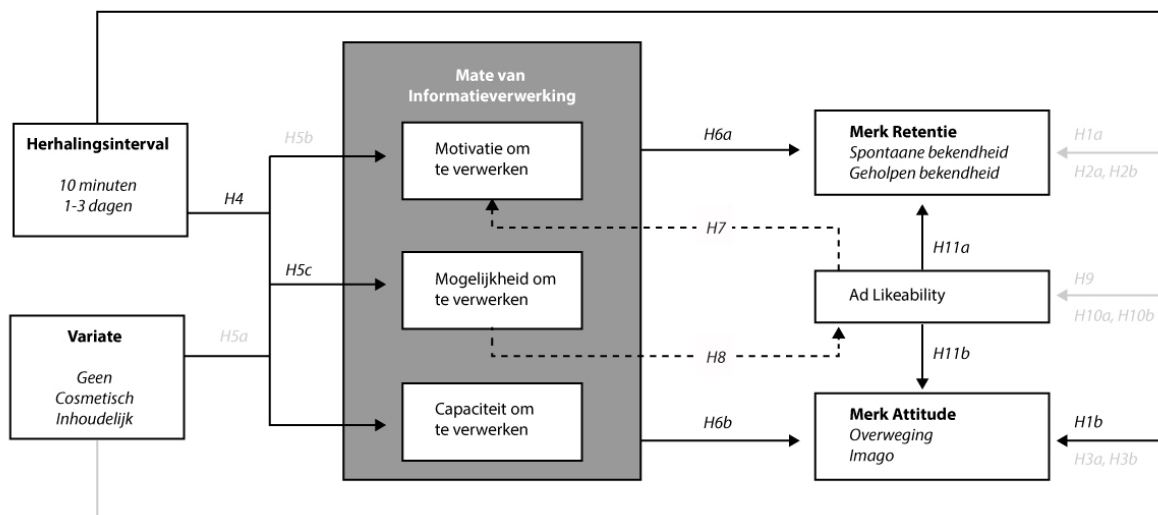 Mate van
Informatieverwerking
Herhalingsinterval
10 minuten
1-3 dagen
H4
H5b
H5c
H5a
Variate
Geen
Cosmetisch
Inhoudelijk
Motivatie om
te verwerken
Mogelijkheid om
te verwerken
Capaciteit om
te verwerken
H6a
H7
H8
H6b
Merk Retentie
Spontaane bekendheid
Geholpen bekendheid
H11a
Ad Likeability
H11b
Merk Attitude
Overweging
Imago
H1a
H2a, H2b
H9
H10a, H10b
H1b
H3a, H3b